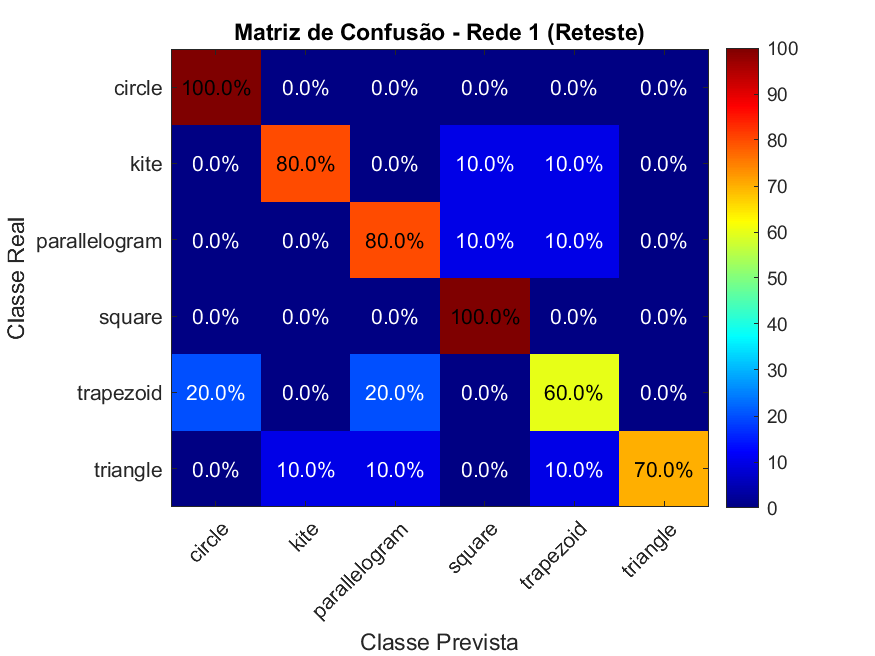 Matriz de Confusão - Rede 1 (Reteste)
circle 100.0% 0.0% 0.0% 0.0% 0.0% 0.0%
kite 0.0% 80.0% 0.0% 10.0% 10.0% 0.0%
parallelogram 0.0% 0.0% 80.0% 10.0% 10.0% 0.0%
square 0.0% 0.0% 0.0% 100.0% 0.0% 0.0%
trapezoid 20.0% 0.0% 20.0% 0.0% 60.0% 0.0%
triangle 0.0% 10.0% 10.0% 0.0% 10.0% 70.0%
circle kite parallelogram square trapezoid triangle
Classe Prevista
Classe Real
100
90
80
70
60
50
40
30
20
10
0